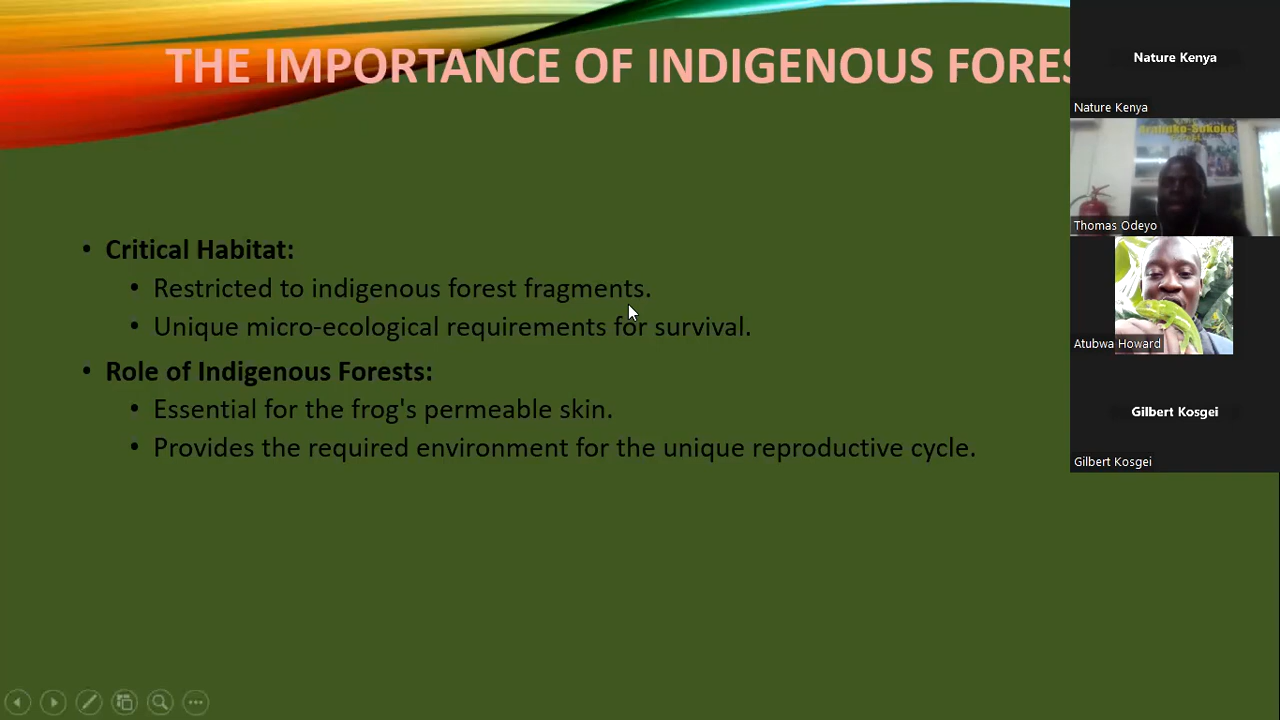 THE IMPORTANCE OF INDIGENOUS FORES
• Critical Habitat:
• Restricted to indigenous forest fragments.
• Unique micro-ecological requirements for survival.
• Role of Indigenous Forests:
• Essential for the frog's permeable skin.
• Provides the required environment for the unique reproductive cycle.
Nature Kenya
Nature Kenya
Arabuko-Sokoke
Thomas Odeyo
Atubwa Howard
Gilbert Kosgei
Gilbert Kosgei